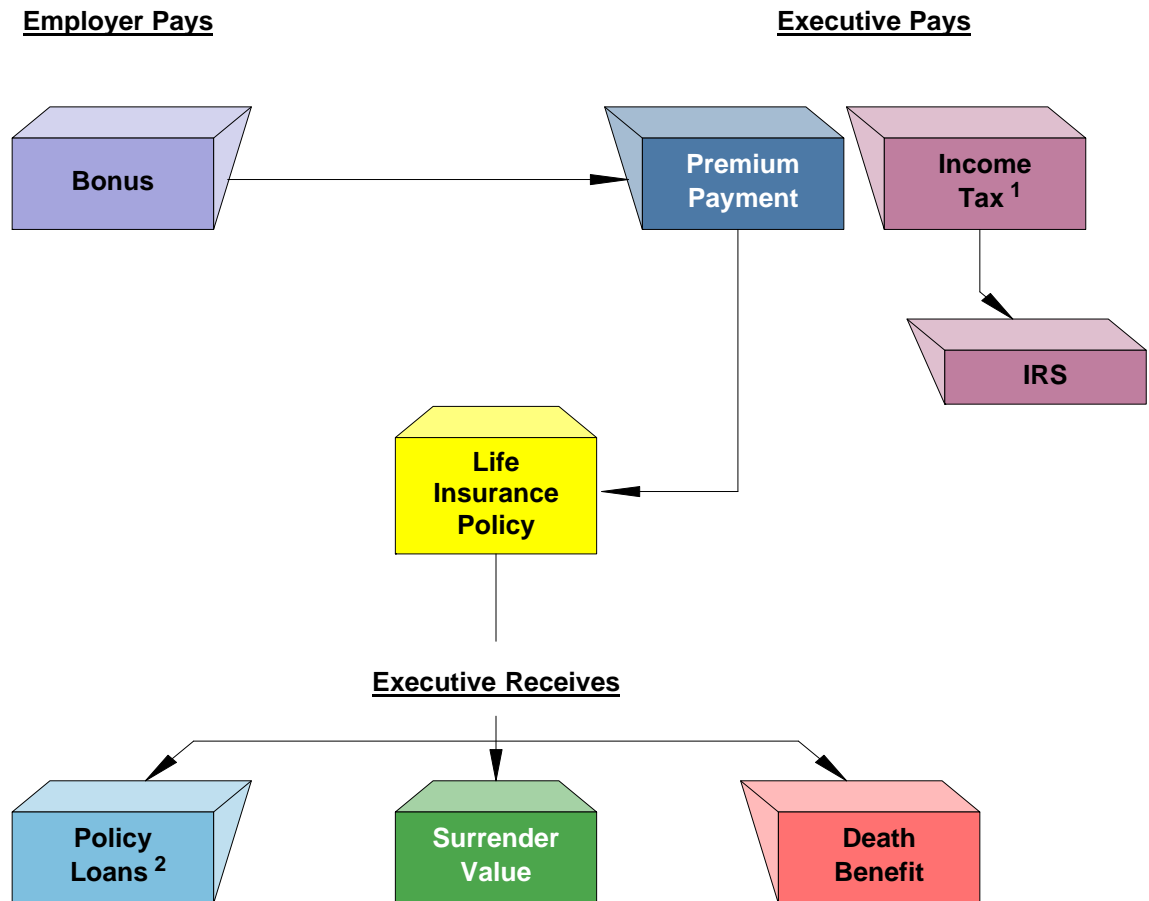 Employer Pays
Executive Pays
Bonus
Premium
Payment
Income
Tax 1
IRS
Life
Insurance
Policy
Executive Receives
Policy
Loans 2
Surrender
Value
Death
Benefit